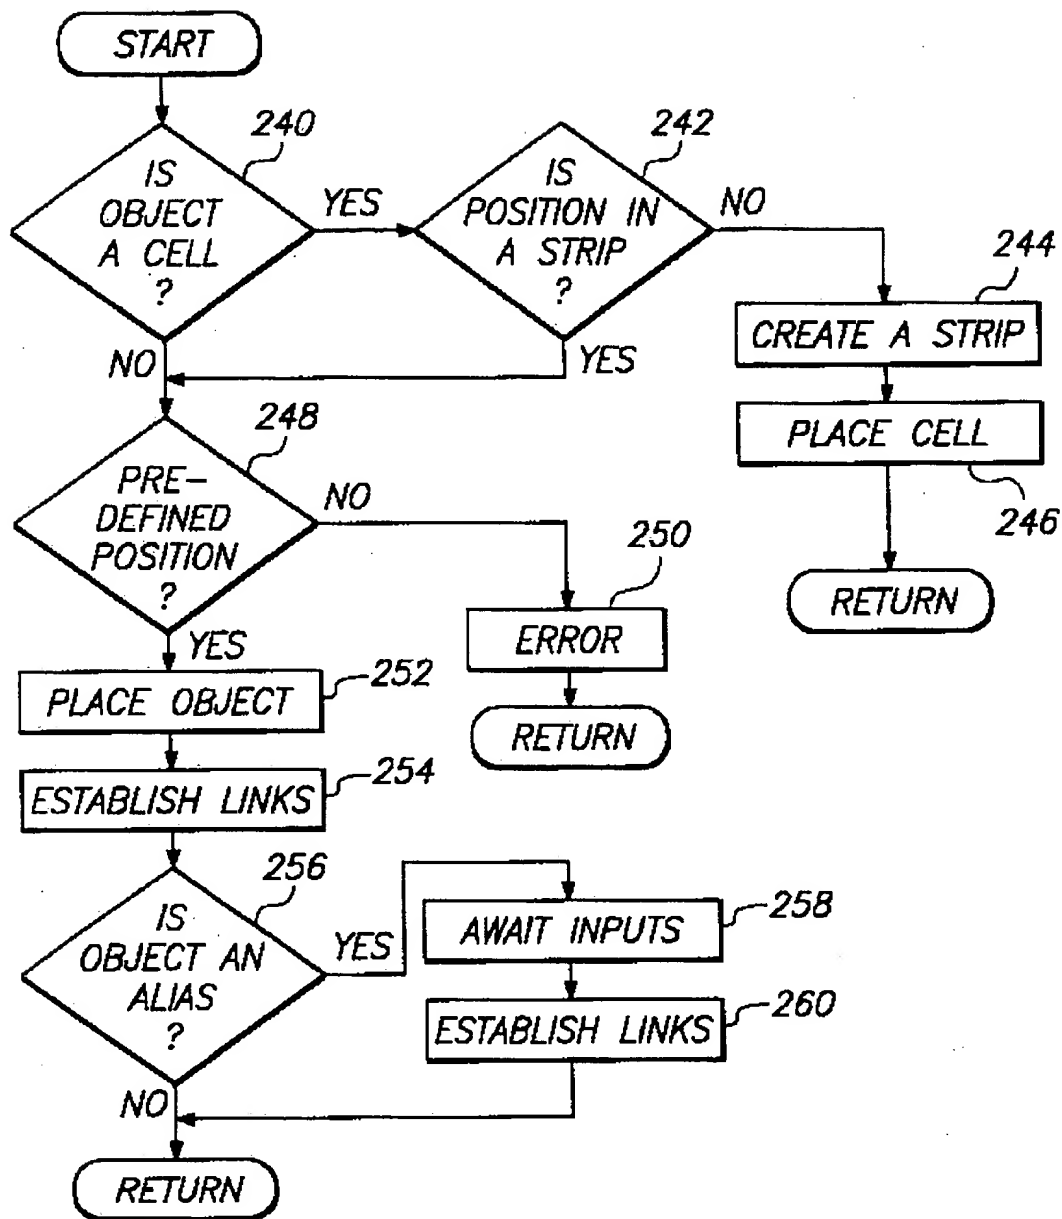 START
240
IS
OBJECT
A CELL
?
YES
NO
242
IS
POSITION IN
A STRIP
?
NO
YES
244
CREATE A STRIP
PLACE CELL
246
RETURN
248
PRE-
DEFINED
POSITION
?
NO
YES
250
ERROR
RETURN
252
PLACE OBJECT
254
ESTABLISH LINKS
256
IS
OBJECT AN
ALIAS
?
YES
NO
AWAIT INPUTS
258
ESTABLISH LINKS
260
RETURN